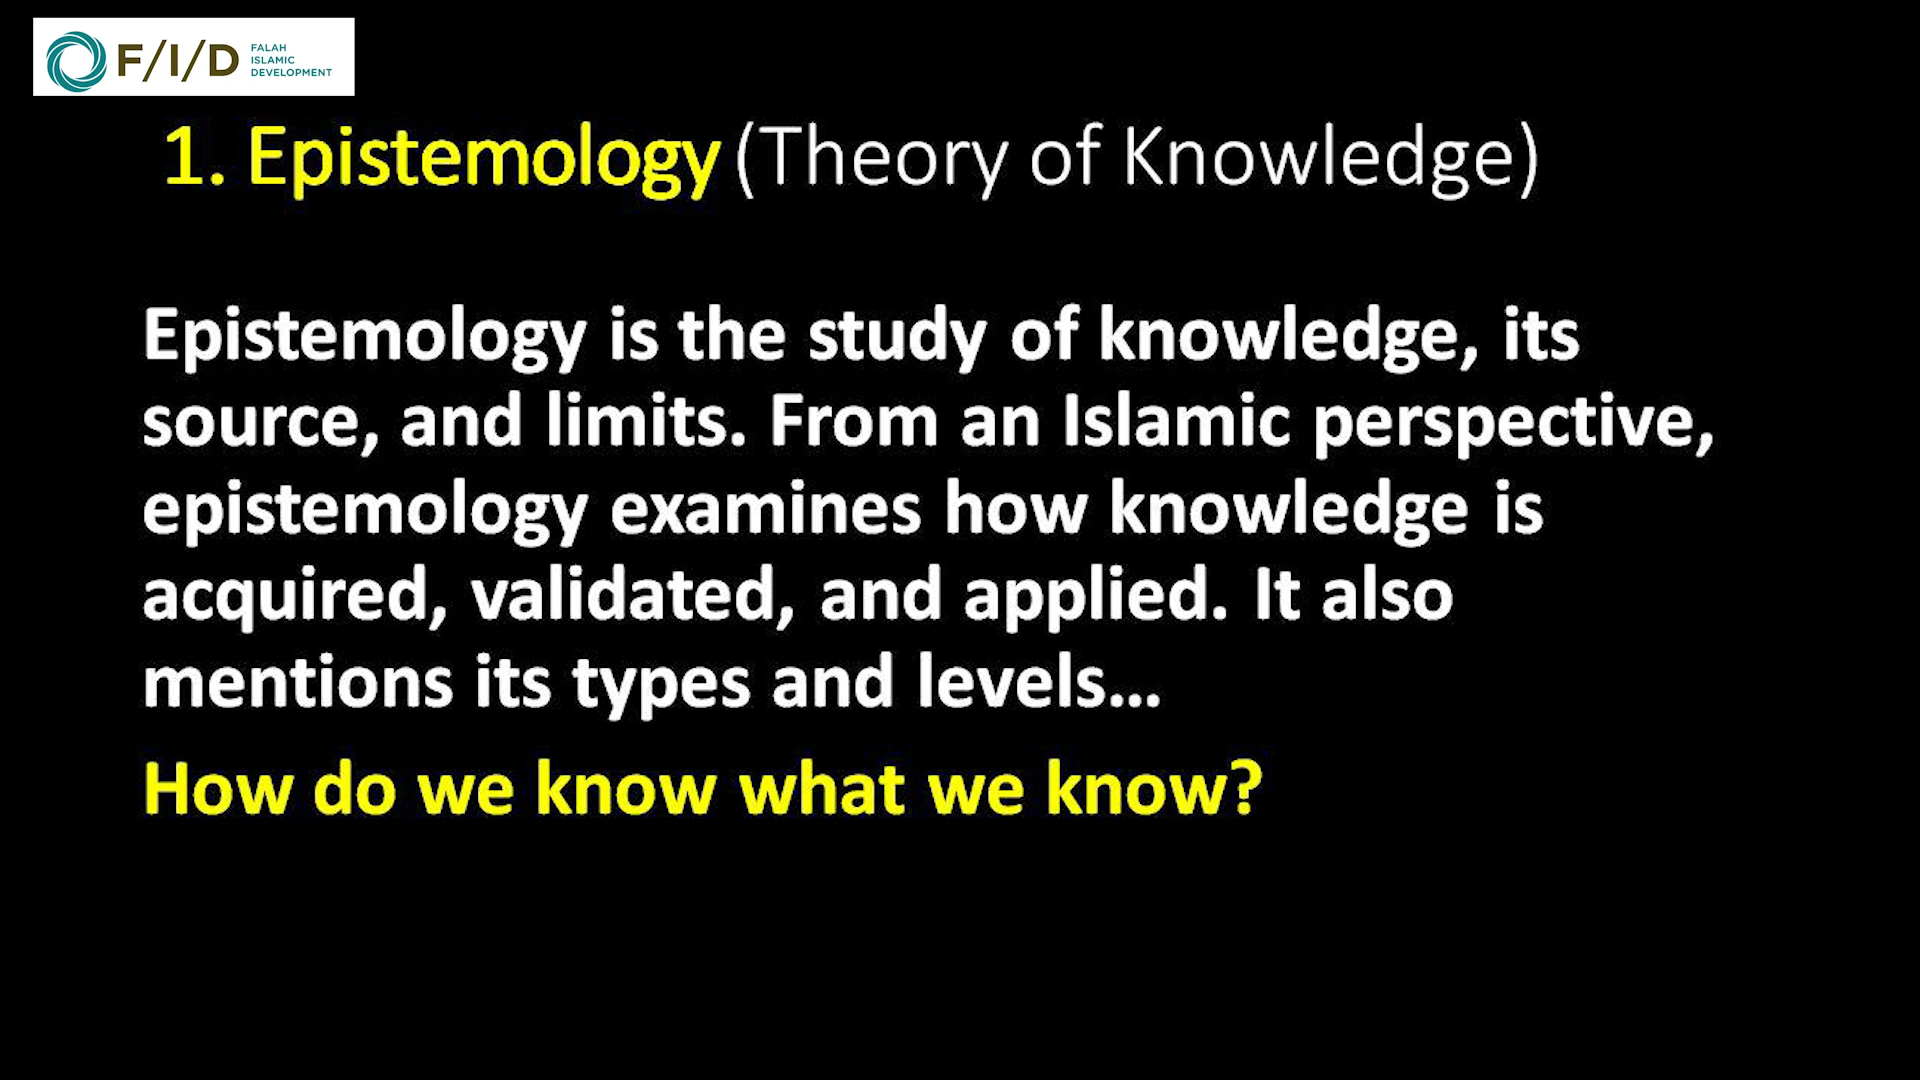 F/I/D
FALAH
ISLAMIC
DEVELOPMENT
1. Epistemology (Theory of Knowledge)
Epistemology is the study of knowledge, its
source, and limits. From an Islamic perspective,
epistemology examines how knowledge is
acquired, validated, and applied. It also
mentions its types and levels...
How do we know what we know?